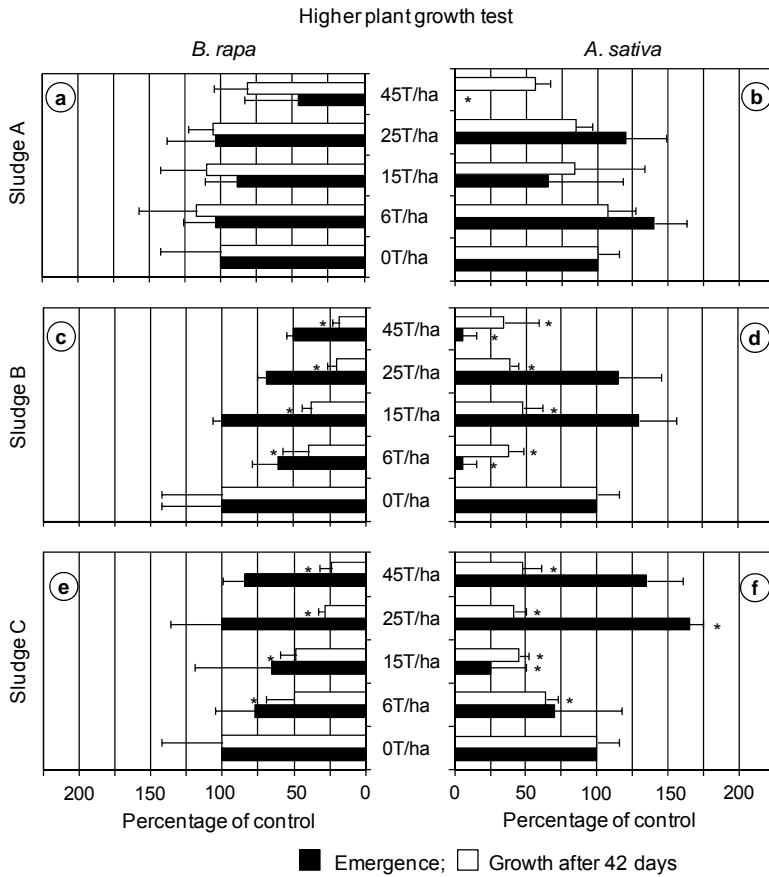 Higher plant growth test
B. rapa
A. sativa
Sludge A
a
45T/ha
25T/ha
15T/ha
6T/ha
0T/ha
*
b
Sludge B
c
* * * *
45T/ha
25T/ha
15T/ha
6T/ha
0T/ha
* * * * * *
d
Sludge C
e
* * * *
45T/ha
25T/ha
15T/ha
6T/ha
0T/ha
* * * * * *
f
200 150 100 50 0
0 50 100 150 200
Percentage of control
Percentage of control
Emergence; Growth after 42 days